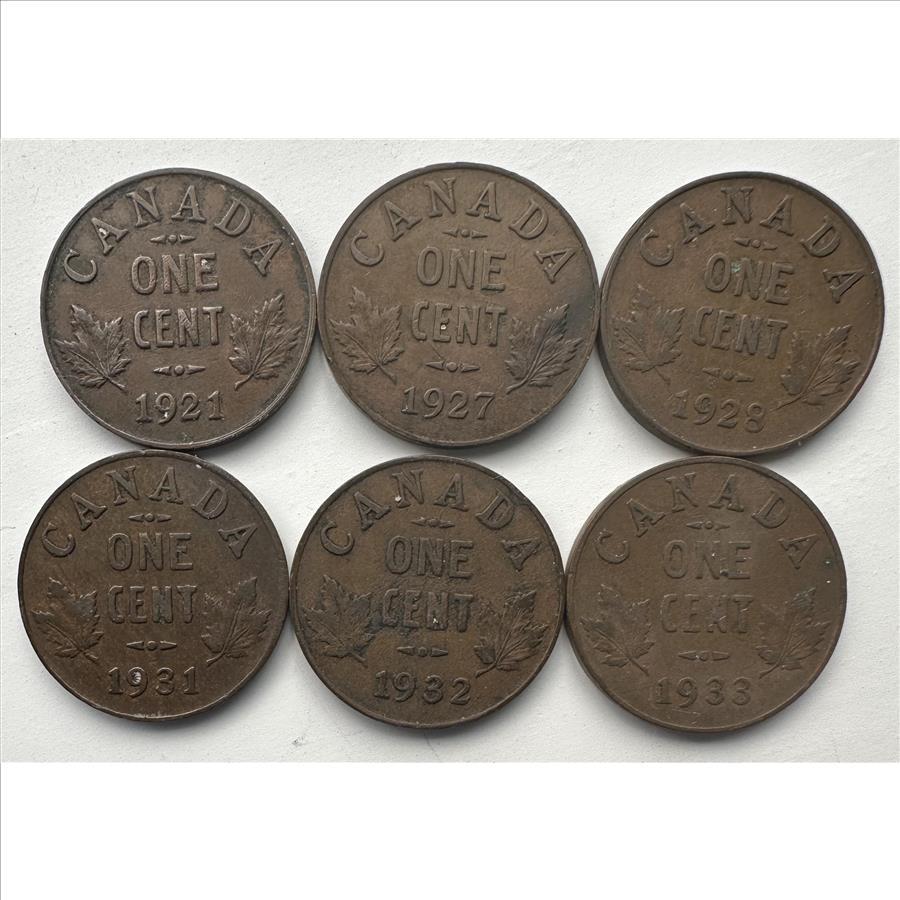 CANADA
ONE
CENT
1921
CANADA
ONE
CENT
1927
CANADA
ONE
CENT
1928
CANADA
ONE
CENT
1931
CANADA
ONE
CENT
1932
CANADA
ONE
CENT
1933